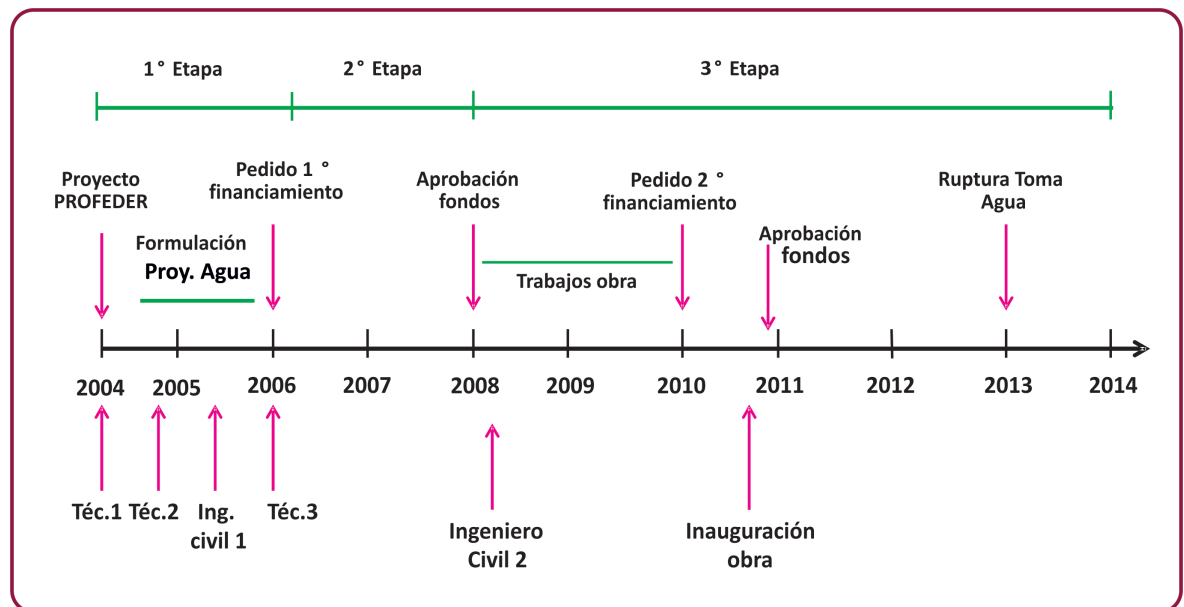 1° Etapa
2° Etapa
3° Etapa
Proyecto
PROFEDER
Pedido 1 °
financiamiento
Aprobación
fondos
Pedido 2 °
financiamiento
Ruptura Toma
Agua
Formulación
Proy. Agua
Trabajos obra
Aprobación
fondos
2004
2005
2006
2007
2008
2009
2010
2011
2012
2013
2014
Téc.1
Téc.2
Ing.
civil 1
Téc.3
Ingeniero
Civil 2
Inauguración
obra